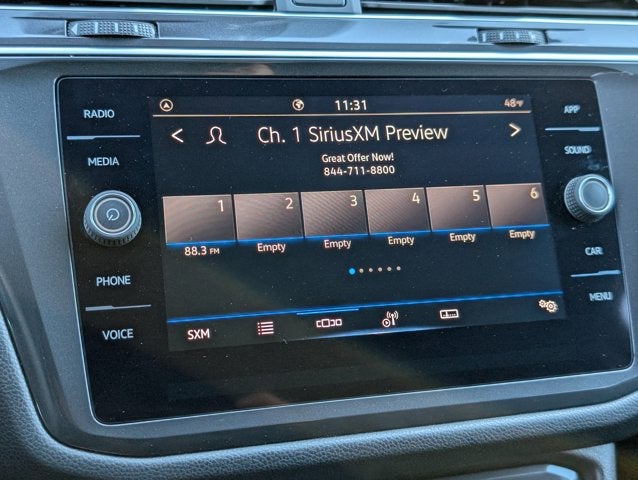 RADIO
MEDIA
PHONE
VOICE
11:31
48°F
< Ch. 1 SiriusXM Preview >
Great Offer Now!
844-711-8800
1 2 3 4 5 6
88.3 FM Empty Empty Empty Empty Empty
SXM
APP
SOUND
CAR
MENU